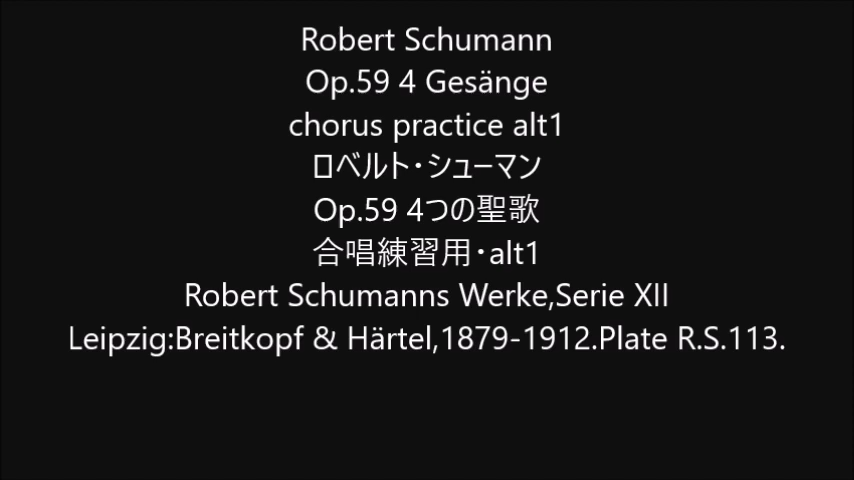 Robert Schumann
Op.59 4 Gesänge
chorus practice alt1
ロベルト・シューマン
Op.59 4つの聖歌
合唱練習用・alt1
Robert Schumanns Werke,Serie XII
Leipzig:Breitkopf & Härtel,1879-1912.Plate R.S.113.